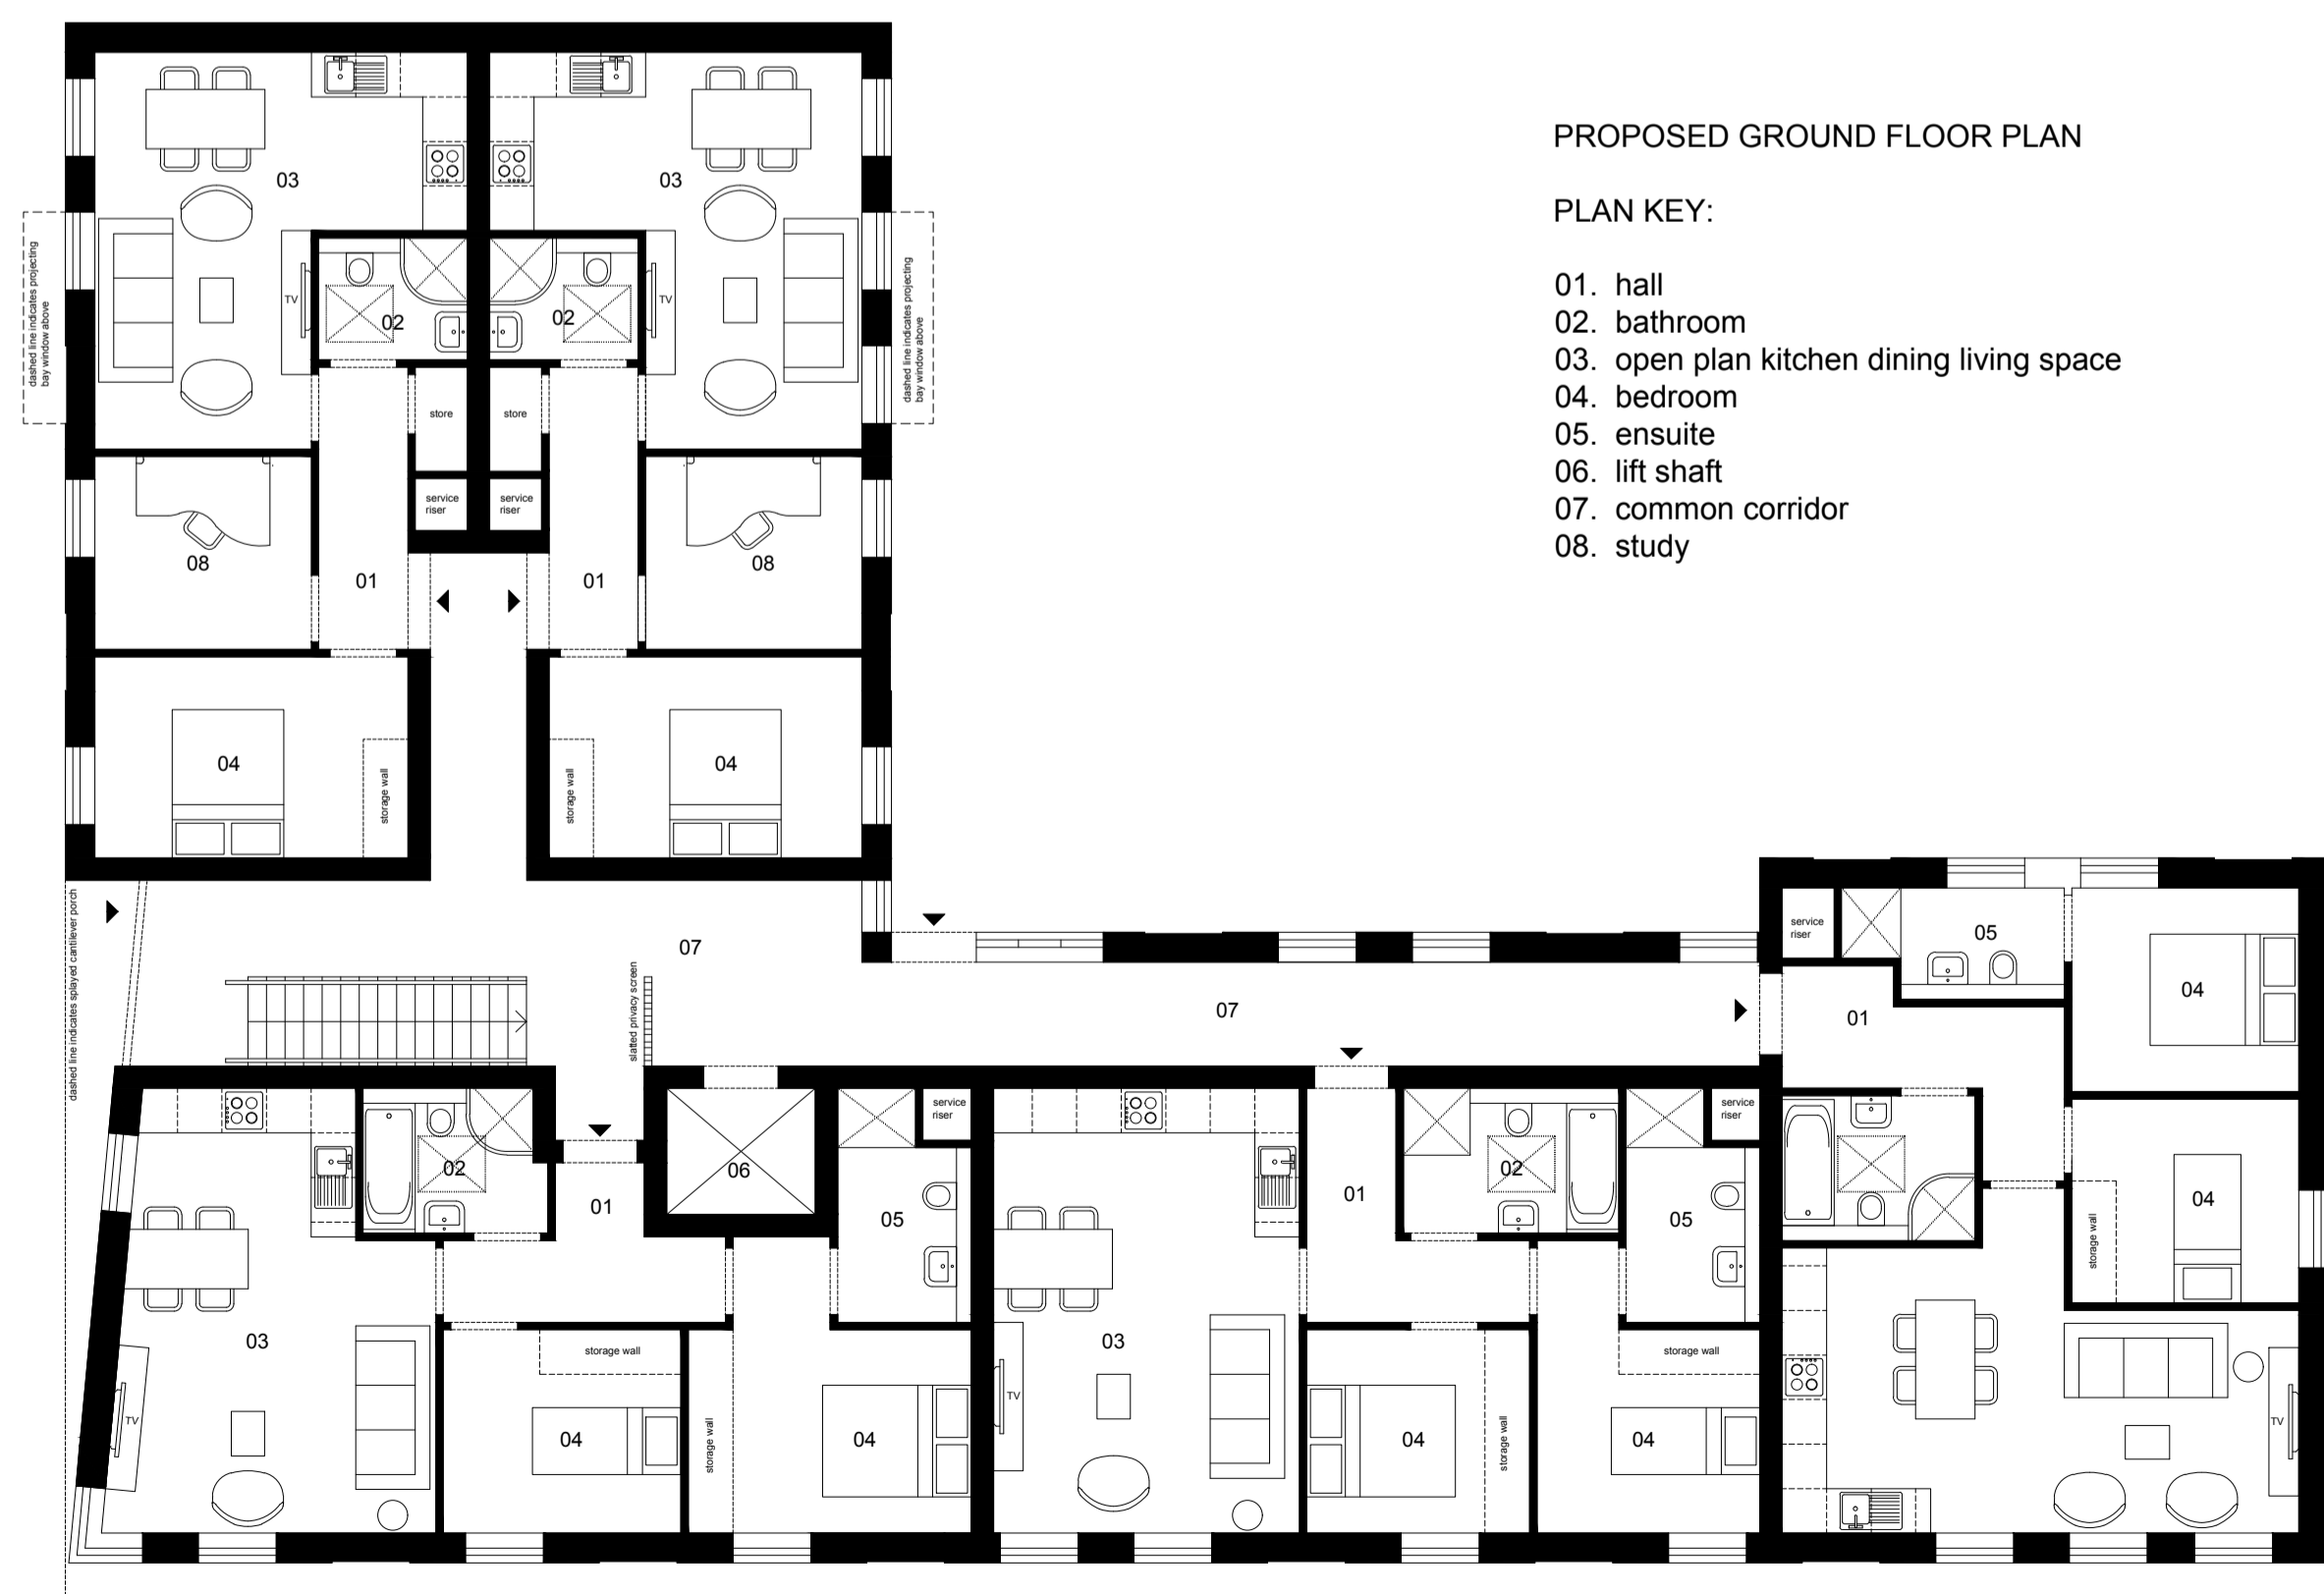 PROPOSED GROUND FLOOR PLAN
PLAN KEY:
01. hall
02. bathroom
03. open plan kitchen dining living space
04. bedroom
05. ensuite
06. lift shaft
07. common corridor
08. study
03
03
dashed line indicates projecting
bay window above
TV
02
02
TV
dashed line indicates projecting
bay window above
store
store
service
riser
service
riser
08
01
01
08
04
storage wall
storage wall
04
dashed line indicates splayed cantilever porch
07
slatted privacy screen
07
service
riser
05
04
01
02
01
06
service
riser
05
01
02
service
riser
05
04
storage wall
03
TV
storage wall
04
storage wall
04
03
TV
04
storage wall
storage wall
04
TV